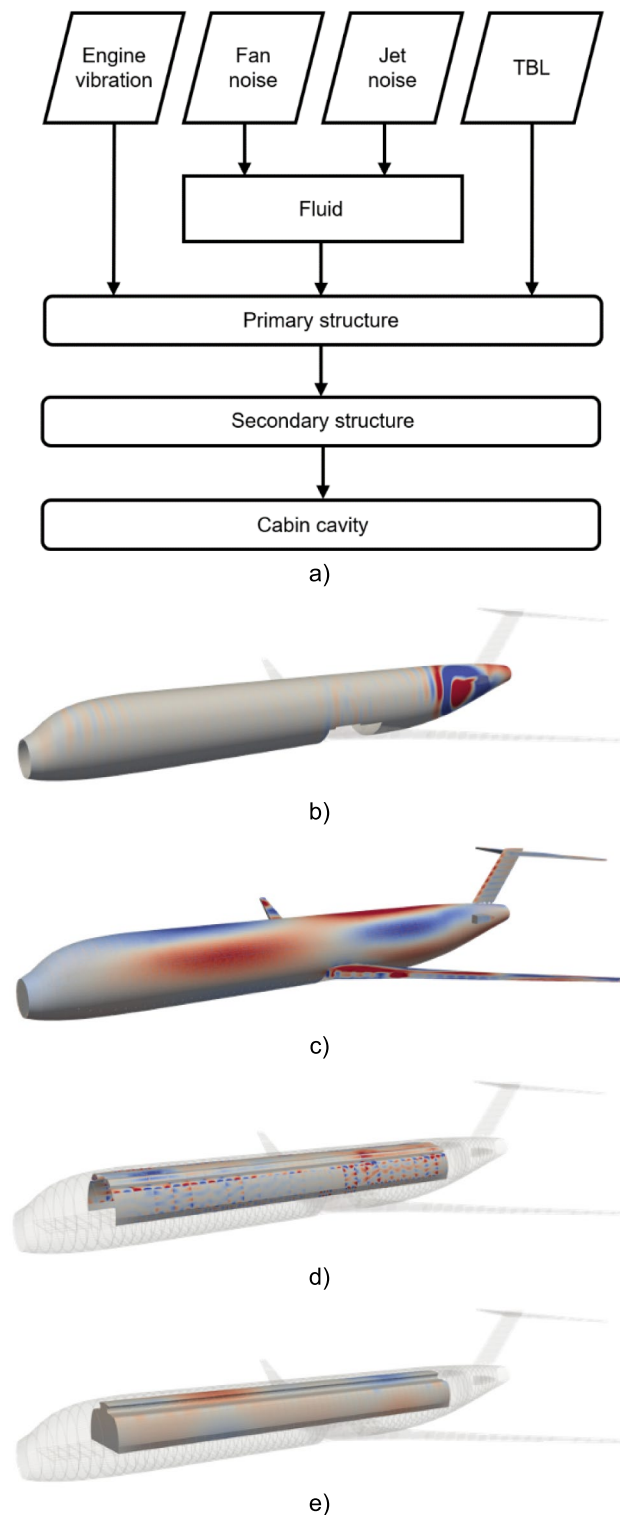 Engine
vibration
Fan
noise
Jet
noise
TBL
Fluid
Primary structure
Secondary structure
Cabin cavity
a)
b)
c)
d)
e)